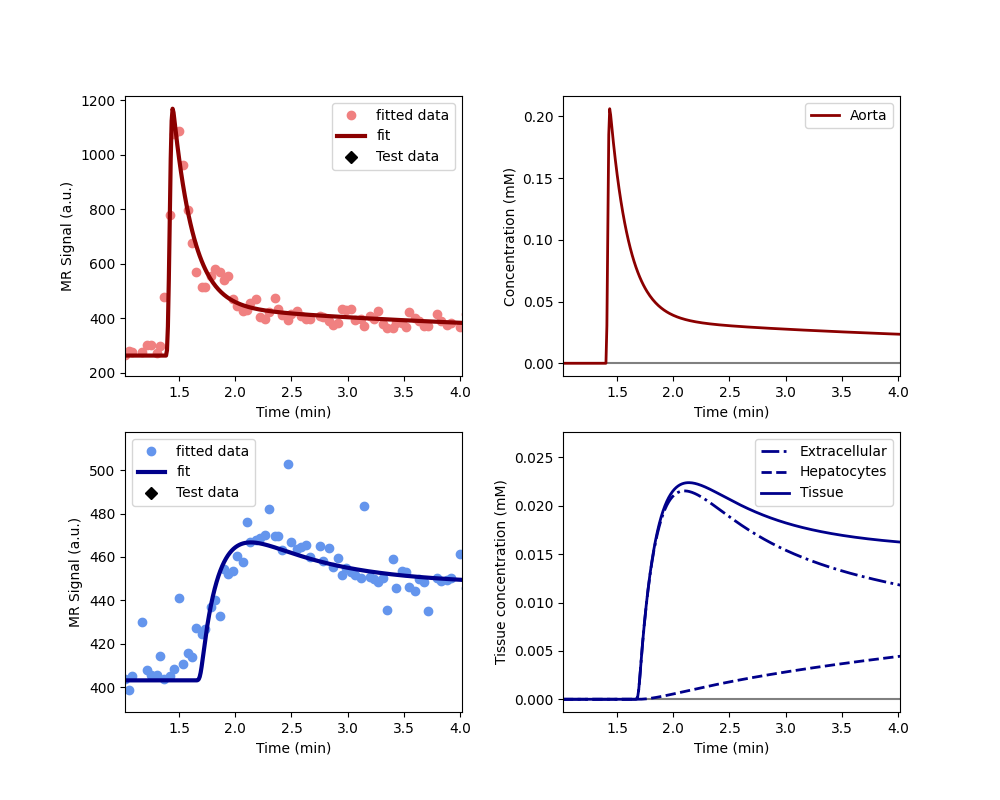 1200
1000
800
600
400
200
MR Signal (a.u.)
fitted data
fit
Test data
1.5 2.0 2.5 3.0 3.5 4.0
Time (min)
0.20
0.15
0.10
0.05
0.00
Concentration (mM)
Aorta
1.5 2.0 2.5 3.0 3.5 4.0
Time (min)
500
480
460
440
420
400
MR Signal (a.u.)
fitted data
fit
Test data
1.5 2.0 2.5 3.0 3.5 4.0
Time (min)
0.025
0.020
0.015
0.010
0.005
0.000
Tissue concentration (mM)
Extracellular
Hepatocytes
Tissue
1.5 2.0 2.5 3.0 3.5 4.0
Time (min)